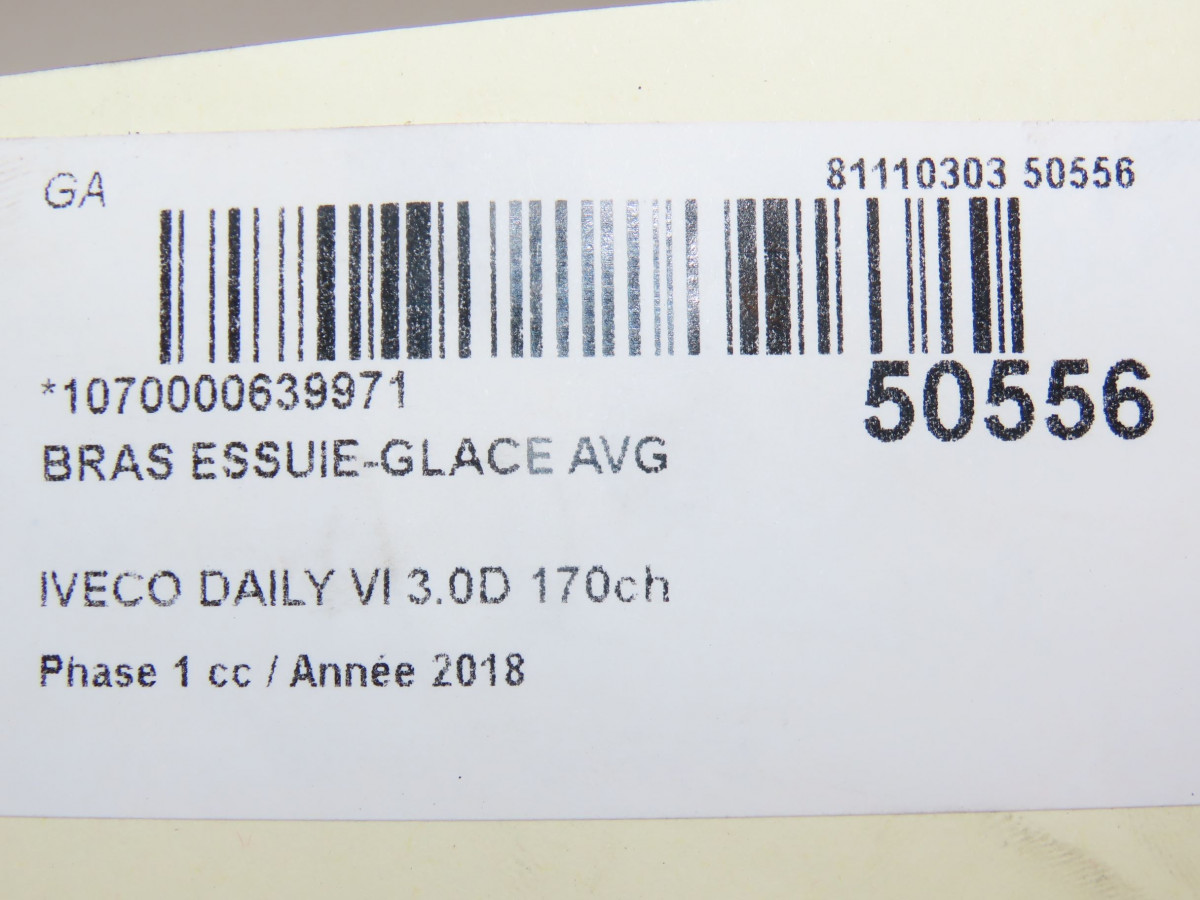 GA
81110303 50556
*1070000639971
50556
BRAS ESSUIE-GLACE AVG
IVECO DAILY VI 3.0D 170ch
Phase 1 cc / Année 2018